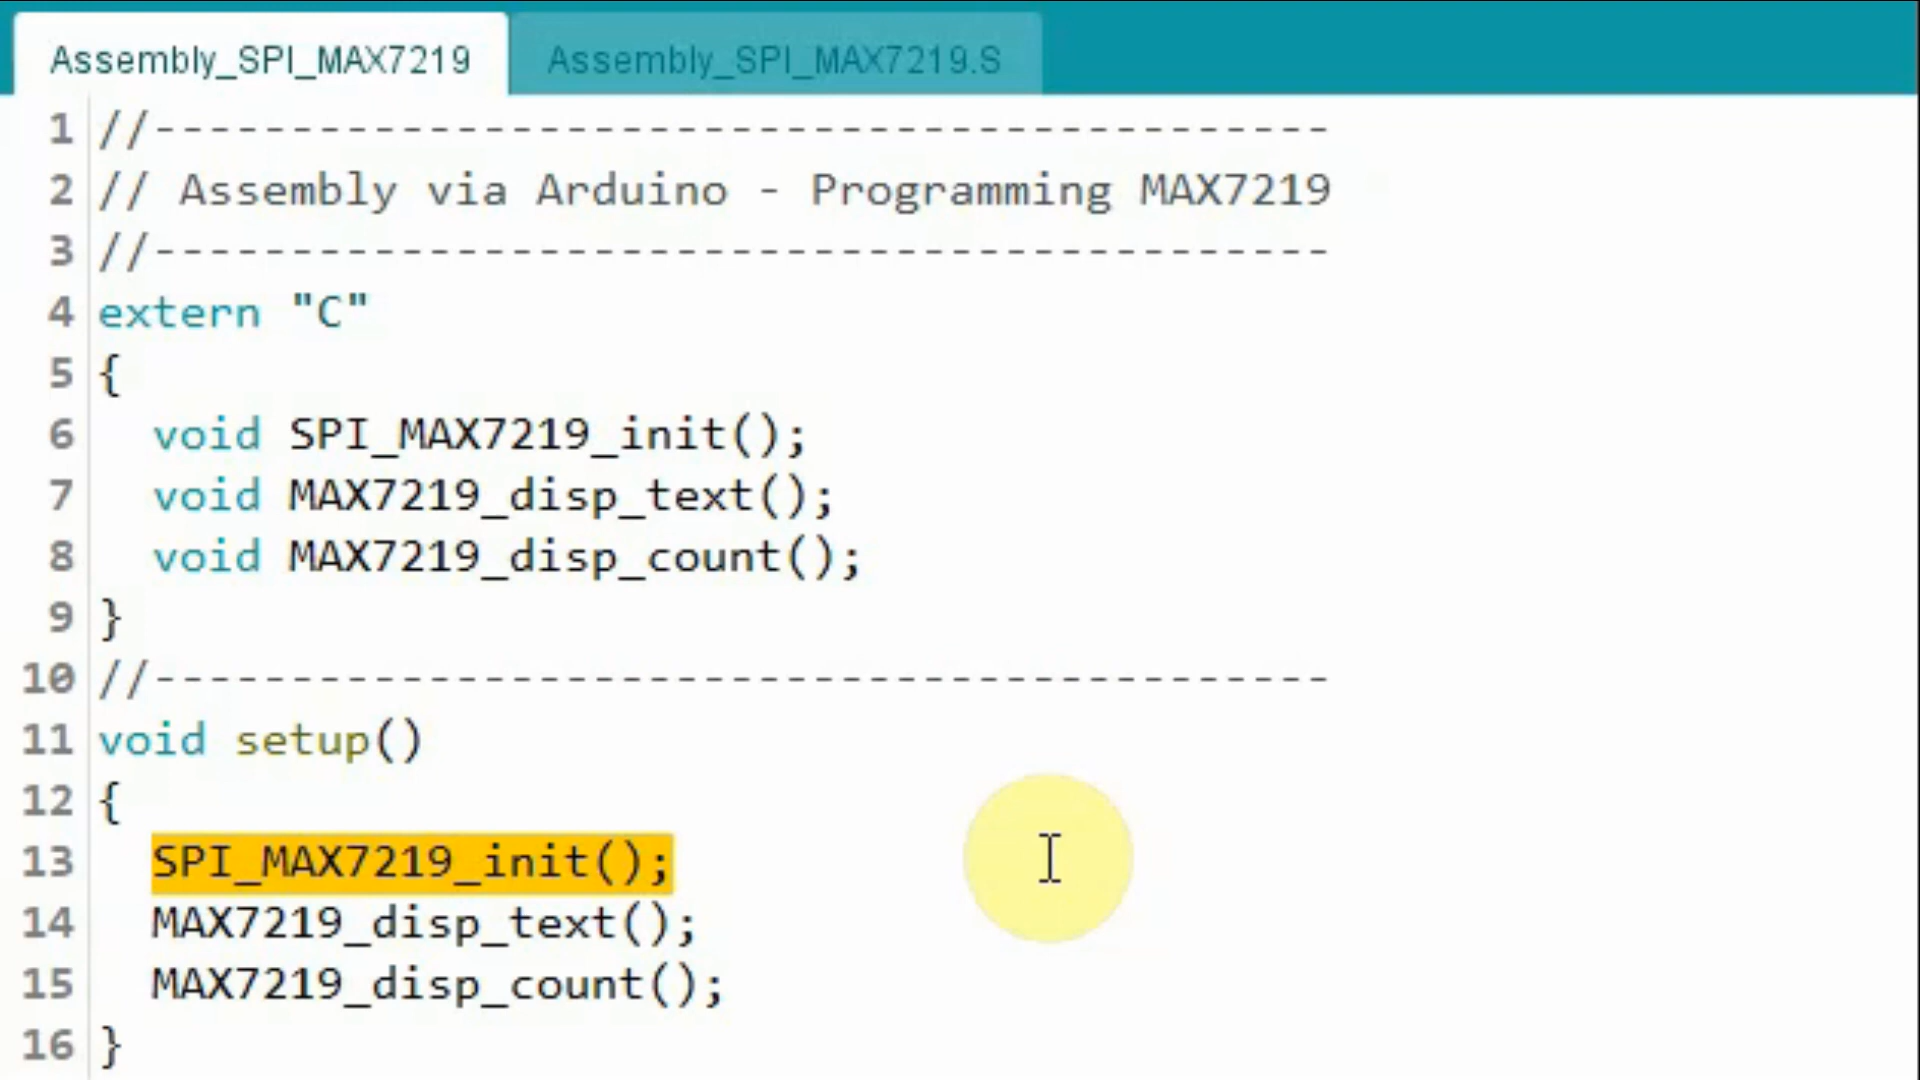 Assembly_SPI_MAX7219 Assembly_SPI_MAX7219.S
1 //-------------------------------------------
2 // Assembly via Arduino - Programming MAX7219
3 //-------------------------------------------
4 extern "C"
5 {
6 void SPI_MAX7219_init();
7 void MAX7219_disp_text();
8 void MAX7219_disp_count();
9 }
10 //-------------------------------------------
11 void setup()
12 {
13 SPI_MAX7219_init();
14 MAX7219_disp_text();
15 MAX7219_disp_count();
16 }